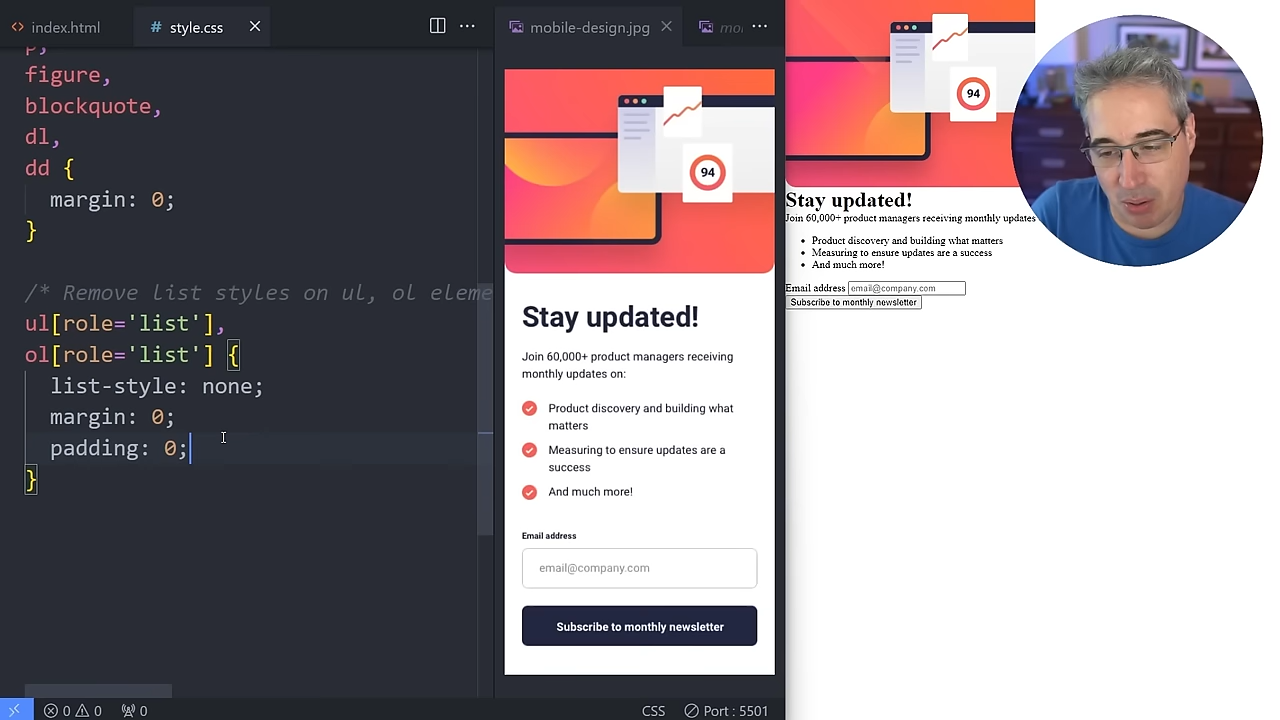 index.html
# style.css
mobile-design.jpg
p,
figure,
blockquote,
dl,
dd {
margin: 0;
}
/* Remove list styles on ul, ol eleme
ul[role='list'],
ol[role='list'] {
list-style: none;
margin: 0;
padding: 0;
}
0 0 0
CSS
Port : 5501
94
Stay updated!
Join 60,000+ product managers receiving
monthly updates on:
Product discovery and building what
matters
Measuring to ensure updates are a
success
And much more!
Email address
email@company.com
Subscribe to monthly newsletter
94
Stay updated!
Join 60,000+ product managers receiving monthly updates
Product discovery and building what matters
Measuring to ensure updates are a success
And much more!
Email address email@company.com
Subscribe to monthly newsletter